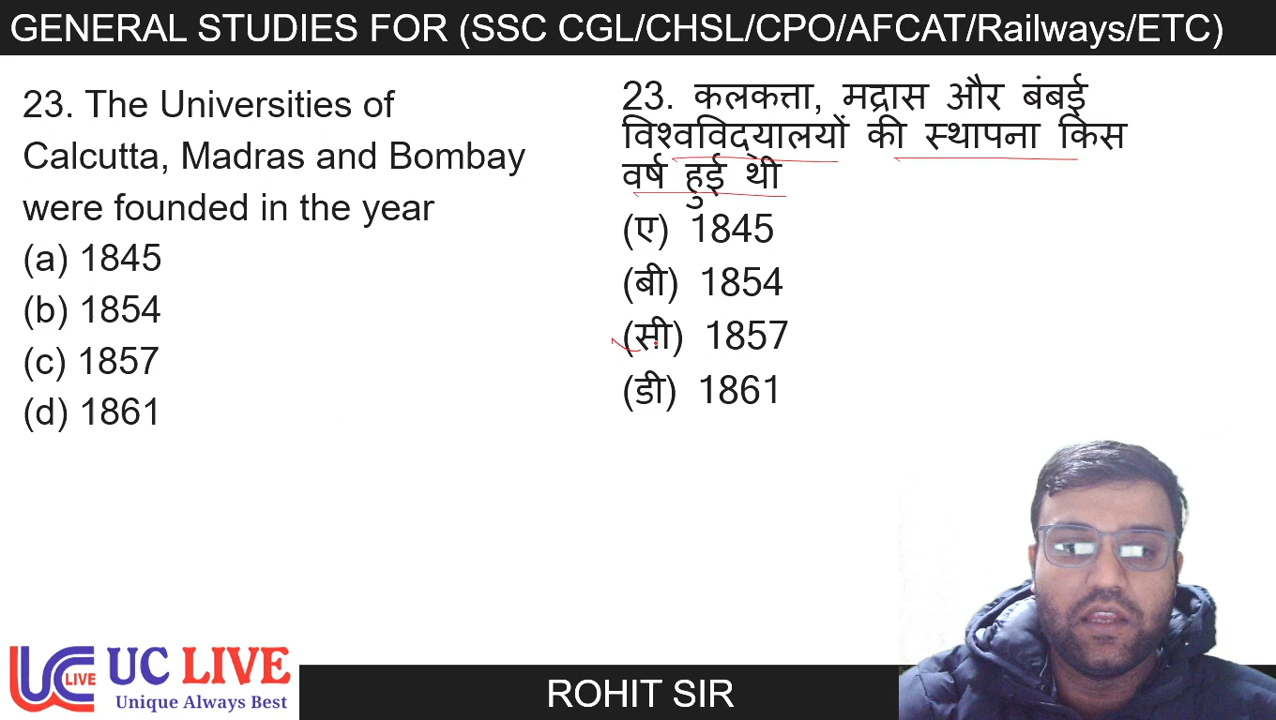 GENERAL STUDIES FOR (SSC CGL/CHSL/CPO/AFCAT/Railways/ETC)
23. The Universities of
Calcutta, Madras and Bombay
were founded in the year
(a) 1845
(b) 1854
(c) 1857
(d) 1861
23. कलकत्ता, मद्रास और बंबई
विश्वविद्यालयों की स्थापना किस
वर्ष हुई थी
(ए) 1845
(बी) 1854
(सी) 1857
(डी) 1861
UC LIVE
UC LIVE
Unique Always Best
ROHIT SIR